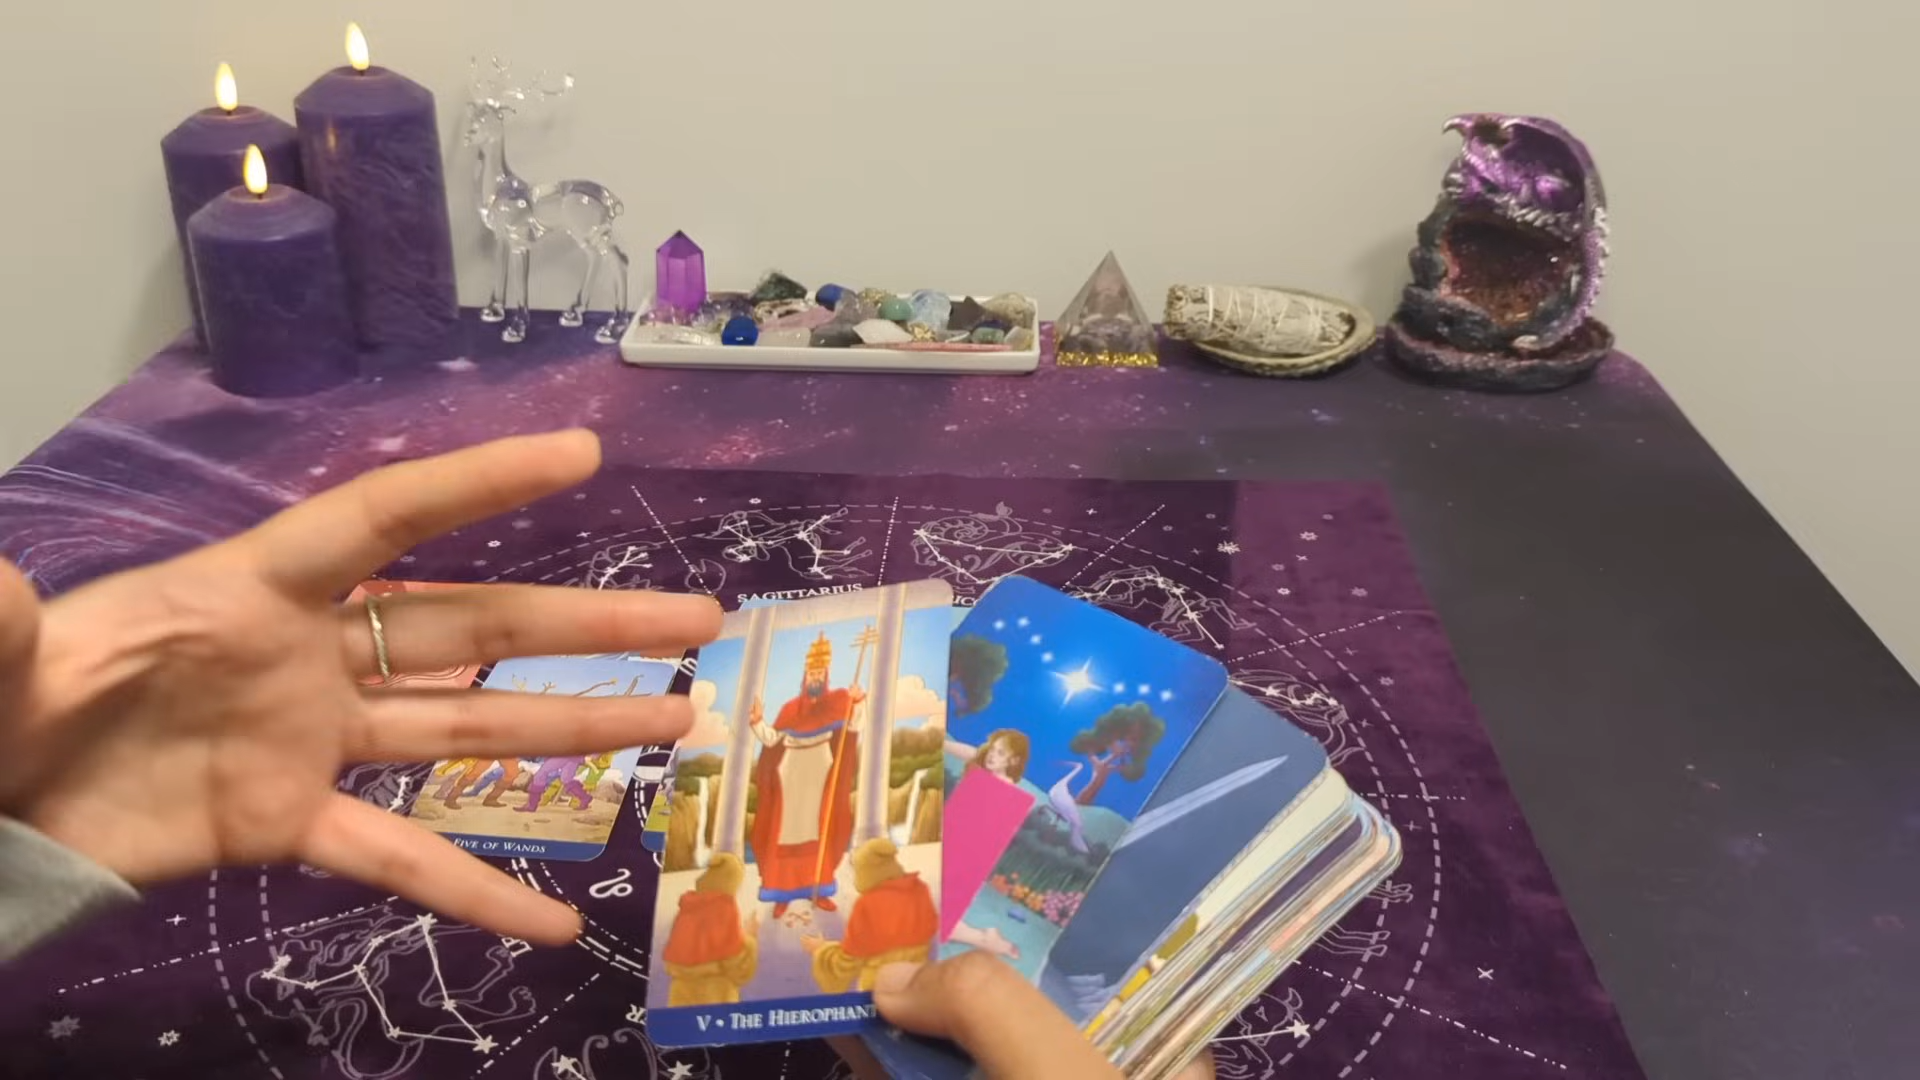 SAGITTARIUS
FIVE OF WANDS
V • THE HIEROPHANT